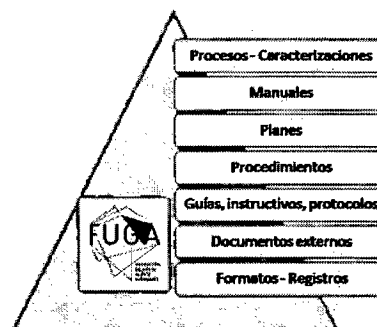 Procesos - Caracterizaciones
Manuales
Planes
Procedimientos
Guías, instructivos, protocolos
FUGA
Documentos externos
Formatos - Registros